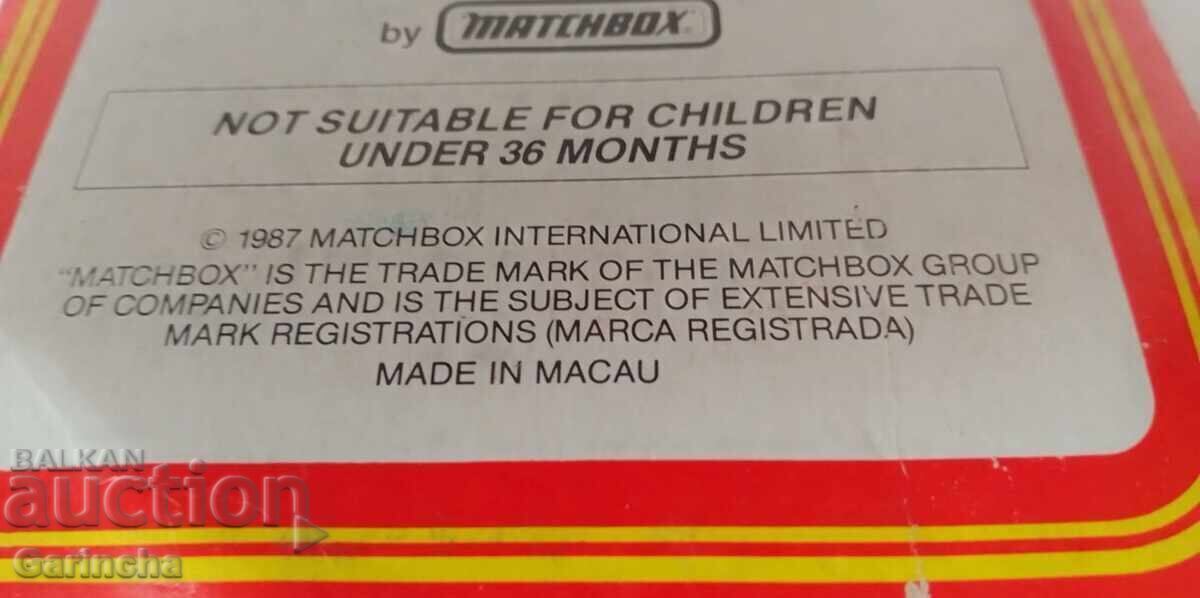 by MATCHBOX
NOT SUITABLE FOR CHILDREN
UNDER 36 MONTHS
© 1987 MATCHBOX INTERNATIONAL LIMITED
"MATCHBOX" IS THE TRADE MARK OF THE MATCHBOX GROUP
OF COMPANIES AND IS THE SUBJECT OF EXTENSIVE TRADE
MARK REGISTRATIONS (MARCA REGISTRADA)
MADE IN MACAU
BALKAN
auction
Garincha